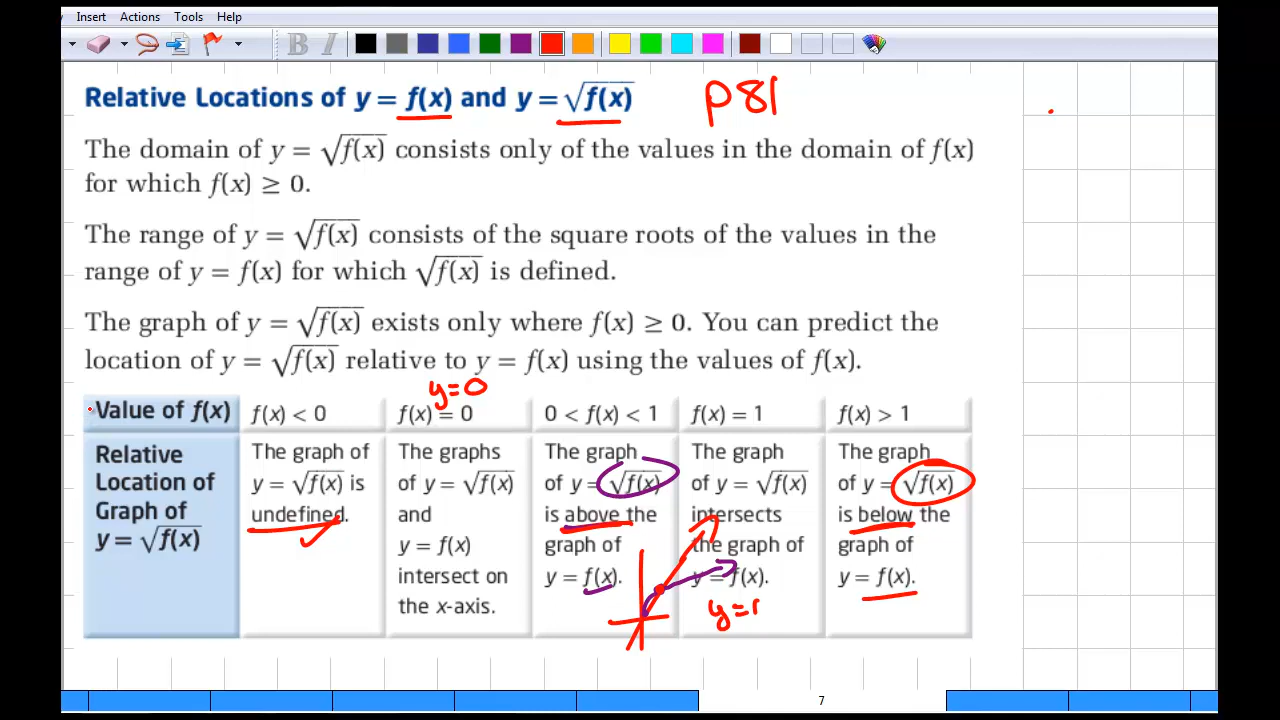 Insert Actions Tools Help
B I
Relative Locations of y = f(x) and y = √f(x) p81
The domain of y = √f(x) consists only of the values in the domain of f(x)
for which f(x) ≥ 0.
The range of y = √f(x) consists of the square roots of the values in the
range of y = f(x) for which √f(x) is defined.
The graph of y = √f(x) exists only where f(x) ≥ 0. You can predict the
location of y = √f(x) relative to y = f(x) using the values of f(x).
y=0
Value of f(x) f(x) < 0 f(x) = 0 0 < f(x) < 1 f(x) = 1 f(x) > 1
Relative
Location of
Graph of
y = √f(x)
The graph of
y = √f(x) is
undefined.
The graphs
of y = √f(x)
and
y = f(x)
intersect on
the x-axis.
The graph
of y = √f(x)
is above the
graph of
y = f(x).
The graph
of y = √f(x)
intersects
the graph of
y = f(x).
y=1
The graph
of y = √f(x)
is below the
graph of
y = f(x).
7